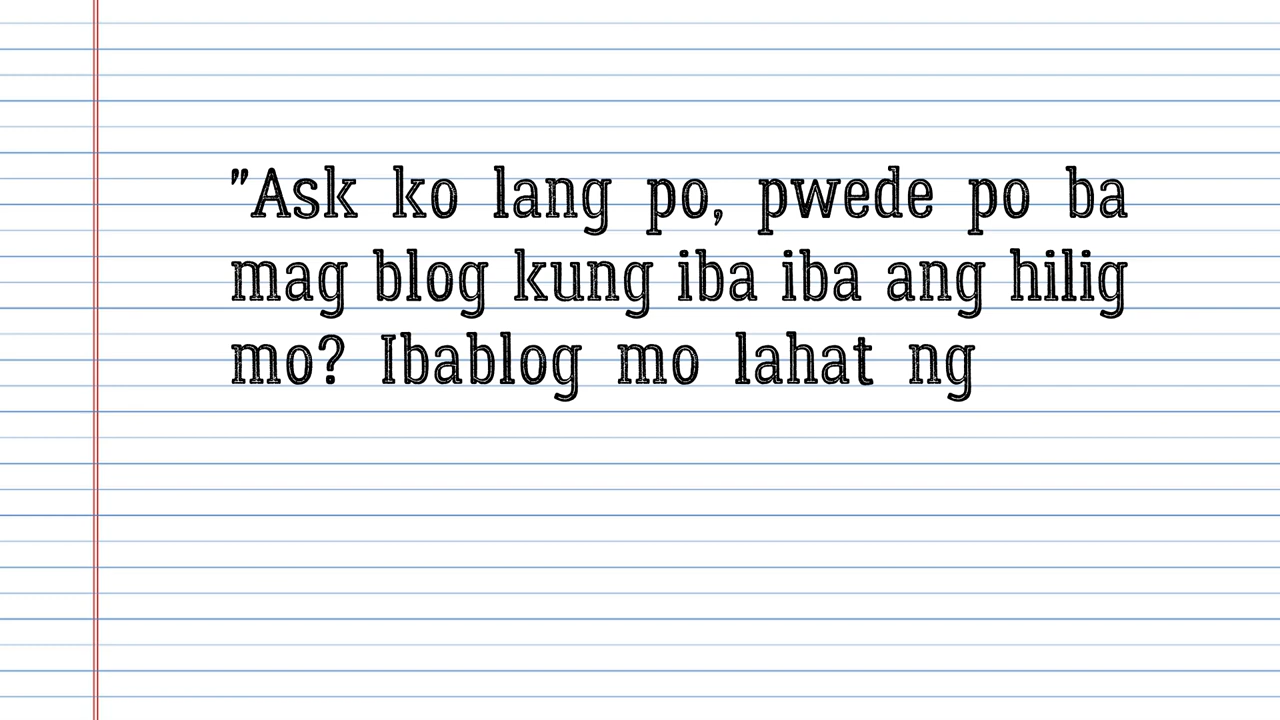 "Ask ko lang po, pwede po ba
mag blog kung iba iba ang hilig
mo? Ibablog mo lahat ng